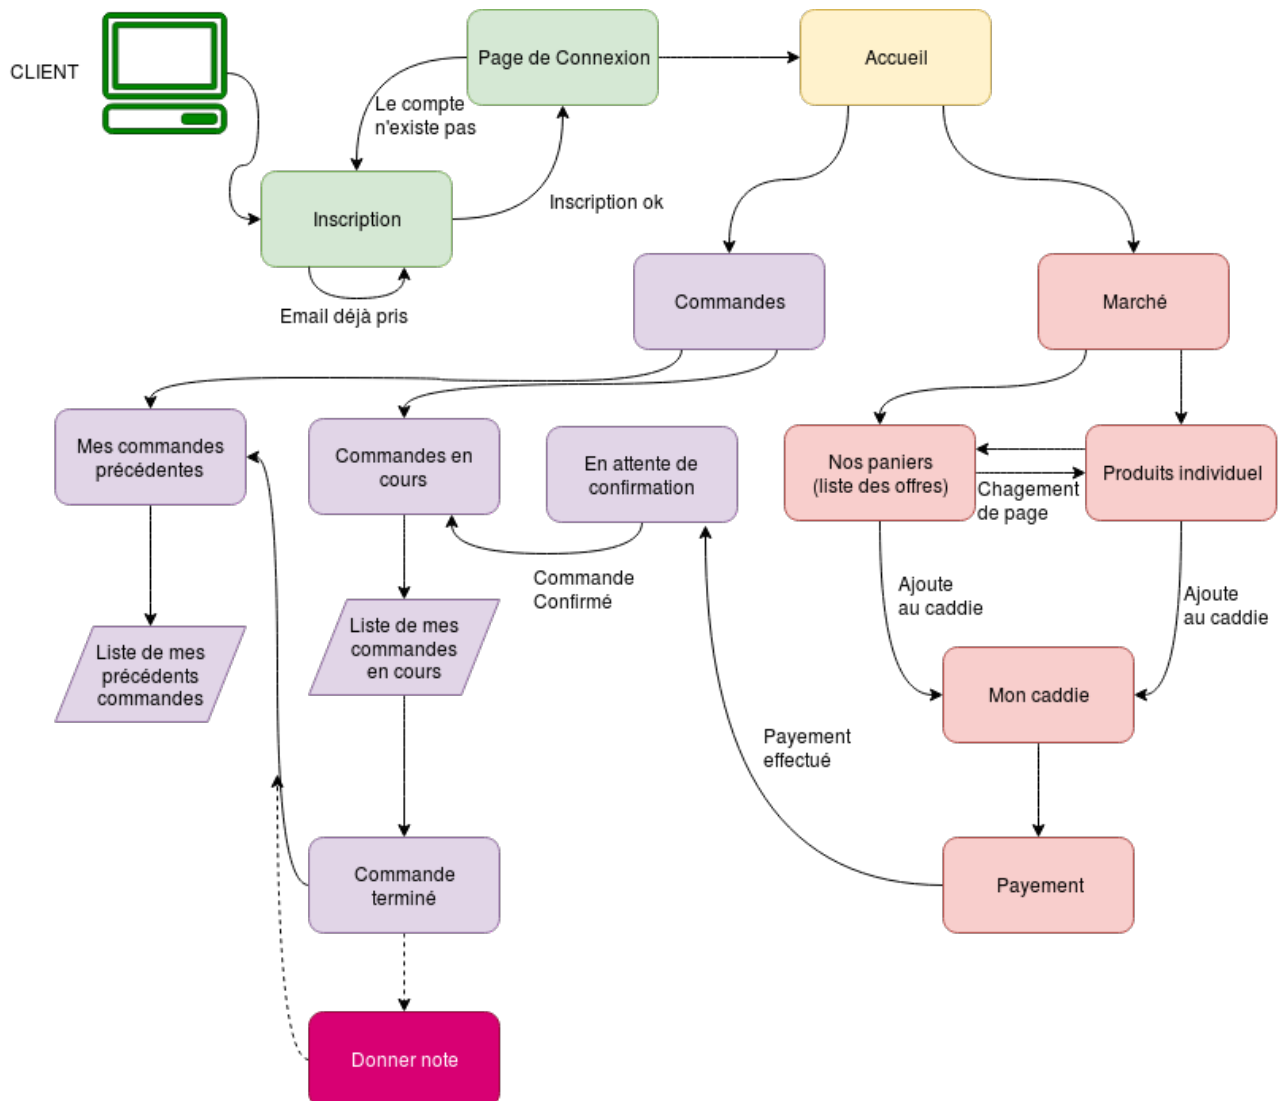 CLIENT
Page de Connexion
Accueil
Le compte
n'existe pas
Inscription
Inscription ok
Email déjà pris
Commandes
Marché
Mes commandes
précédentes
Commandes en
cours
En attente de
confirmation
Nos paniers
(liste des offres)
Chagement
de page
Produits individuel
Commande
Confirmé
Ajoute
au caddie
Ajoute
au caddie
Liste de mes
précédents
commandes
Liste de mes
commandes
en cours
Mon caddie
Payement
effectué
Commande
terminé
Payement
Donner note